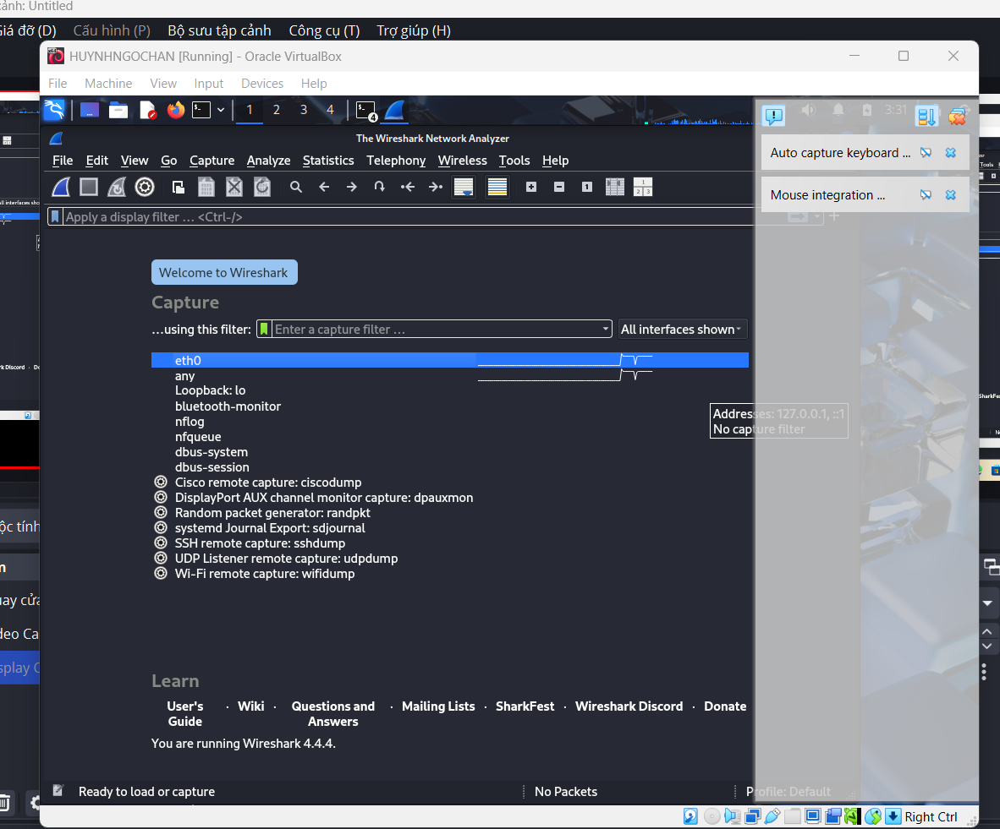 cảnh: Untitled
Giá đỡ (D) Cấu hình (P) Bộ sưu tập cảnh Công cụ (T) Trợ giúp (H)
HUYNHNGOCHAN [Running] - Oracle VirtualBox
File Machine View Input Devices Help
1 2 3 4 4 3:31
The Wireshark Network Analyzer
Auto capture keyboard ...
File Edit View Go Capture Analyze Statistics Telephony Wireless Tools Help
Mouse integration ...
Apply a display filter ... <Ctrl-/>
Welcome to Wireshark
Capture
...using this filter: Enter a capture filter ... All interfaces shown
eth0
any
Loopback: lo
bluetooth-monitor
nflog
nfqueue
dbus-system
dbus-session
Addresses: 127.0.0.1, ::1
No capture filter
Cisco remote capture: ciscodump
DisplayPort AUX channel monitor capture: dpauxmon
Random packet generator: randpkt
systemd Journal Export: sdjournal
SSH remote capture: sshdump
UDP Listener remote capture: udpdump
Wi-Fi remote capture: wifidump
Learn
User's Guide · Wiki · Questions and Answers · Mailing Lists · SharkFest · Wireshark Discord · Donate
You are running Wireshark 4.4.4.
Ready to load or capture No Packets Profile: Default
Right Ctrl